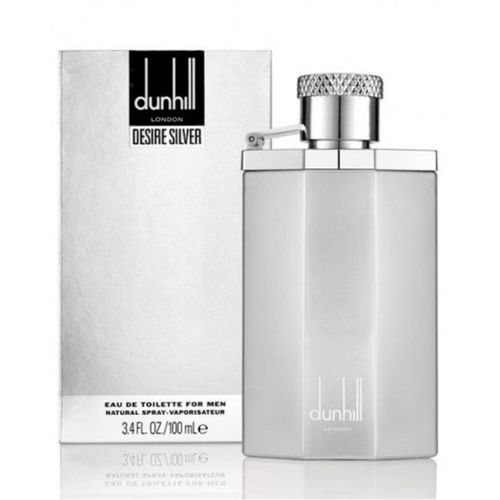 dunhill
LONDON
DESIRE SILVER
EAU DE TOILETTE FOR MEN
NATURAL SPRAY-VAPORISATEUR
3.4 FL. OZ./100 mL℮
dunhill
LONDON